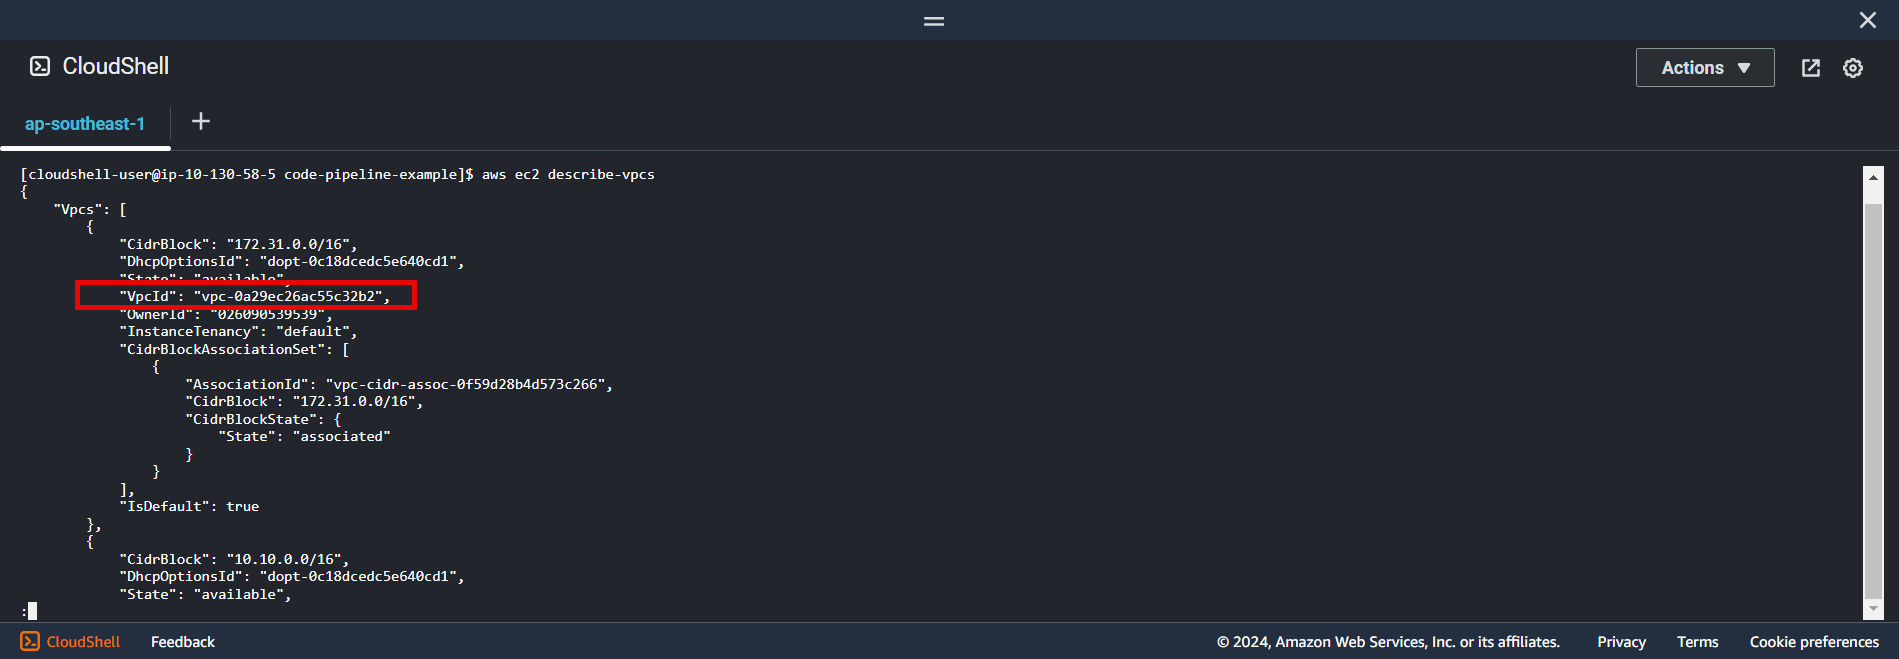 CloudShell
Actions
ap-southeast-1
[cloudshell-user@ip-10-130-58-5 code-pipeline-example]$ aws ec2 describe-vpcs
{
    "Vpcs": [
        {
            "CidrBlock": "172.31.0.0/16",
            "DhcpOptionsId": "dopt-0c18dcedc5e640cd1",
            "State": "available",
            "VpcId": "vpc-0a29ec26ac55c32b2",
            "OwnerId": "026090539539",
            "InstanceTenancy": "default",
            "CidrBlockAssociationSet": [
                {
                    "AssociationId": "vpc-cidr-assoc-0f59d28b4d573c266",
                    "CidrBlock": "172.31.0.0/16",
                    "CidrBlockState": {
                        "State": "associated"
                    }
                }
            ],
            "IsDefault": true
        },
        {
            "CidrBlock": "10.10.0.0/16",
            "DhcpOptionsId": "dopt-0c18dcedc5e640cd1",
            "State": "available",
:
CloudShell Feedback © 2024, Amazon Web Services, Inc. or its affiliates. Privacy Terms Cookie preferences